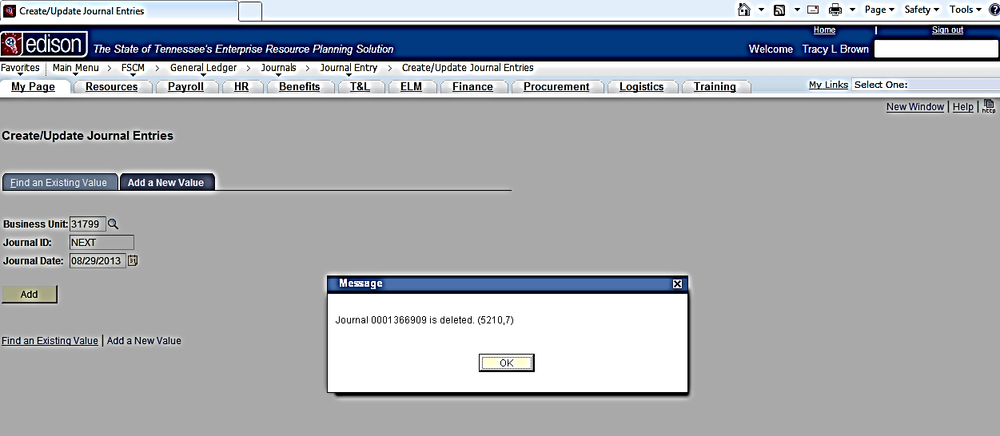 Create/Update Journal Entries
Page Safety Tools
Home | Sign out
edison The State of Tennessee's Enterprise Resource Planning Solution Welcome Tracy L Brown
Favorites Main Menu > FSCM > General Ledger > Journals > Journal Entry > Create/Update Journal Entries
My Page Resources Payroll HR Benefits T&L ELM Finance Procurement Logistics Training My Links Select One:
New Window | Help | http
Create/Update Journal Entries
Find an Existing Value Add a New Value
Business Unit: 31799
Journal ID: NEXT
Journal Date: 08/29/2013 31
Message
Add
Journal 0001366909 is deleted. (5210,7)
Find an Existing Value | Add a New Value
OK